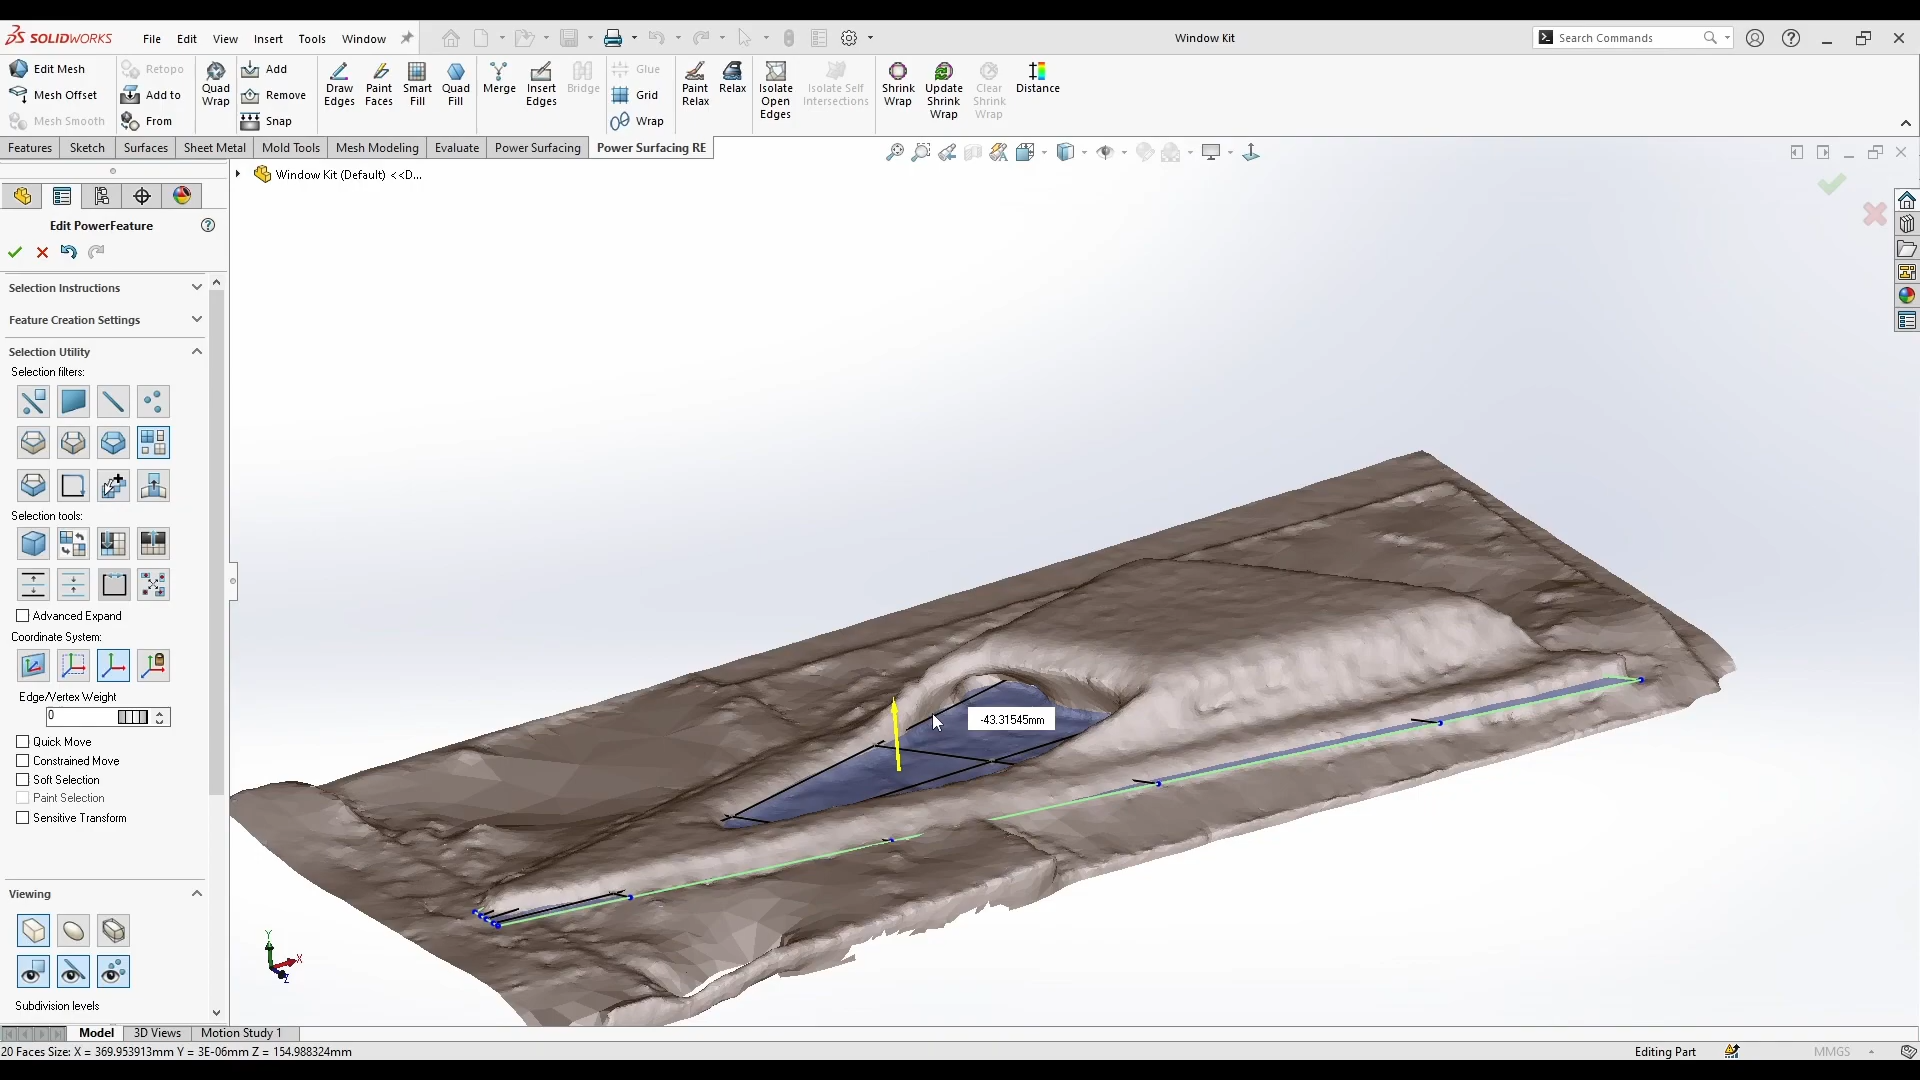 SOLIDWORKS File Edit View Insert Tools Window Window Kit Search Commands
Edit Mesh Retopo Add Glue
Mesh Offset Add to Remove Grid
Mesh Smooth From Snap Wrap
Quad Wrap
Draw Edges
Paint Faces
Smart Fill
Quad Fill
Merge
Insert Edges
Bridge
Paint Relax
Relax
Isolate Open Edges
Isolate Self Intersections
Shrink Wrap
Update Shrink Wrap
Clear Shrink Wrap
Distance
Features Sketch Surfaces Sheet Metal Mold Tools Mesh Modeling Evaluate Power Surfacing Power Surfacing RE
Window Kit (Default) <<D...
Edit PowerFeature
Selection Instructions
Feature Creation Settings
Selection Utility
Selection filters:
Selection tools:
Advanced Expand
Coordinate System:
Edge/Vertex Weight
0
Quick Move
Constrained Move
Soft Selection
Paint Selection
Sensitive Transform
Viewing
Subdivision levels
-43.31545mm
Y
X
Z
Model 3D Views Motion Study 1
20 Faces Size: X = 369.953913mm Y = 3E-06mm Z = 154.988324mm Editing Part MMGS